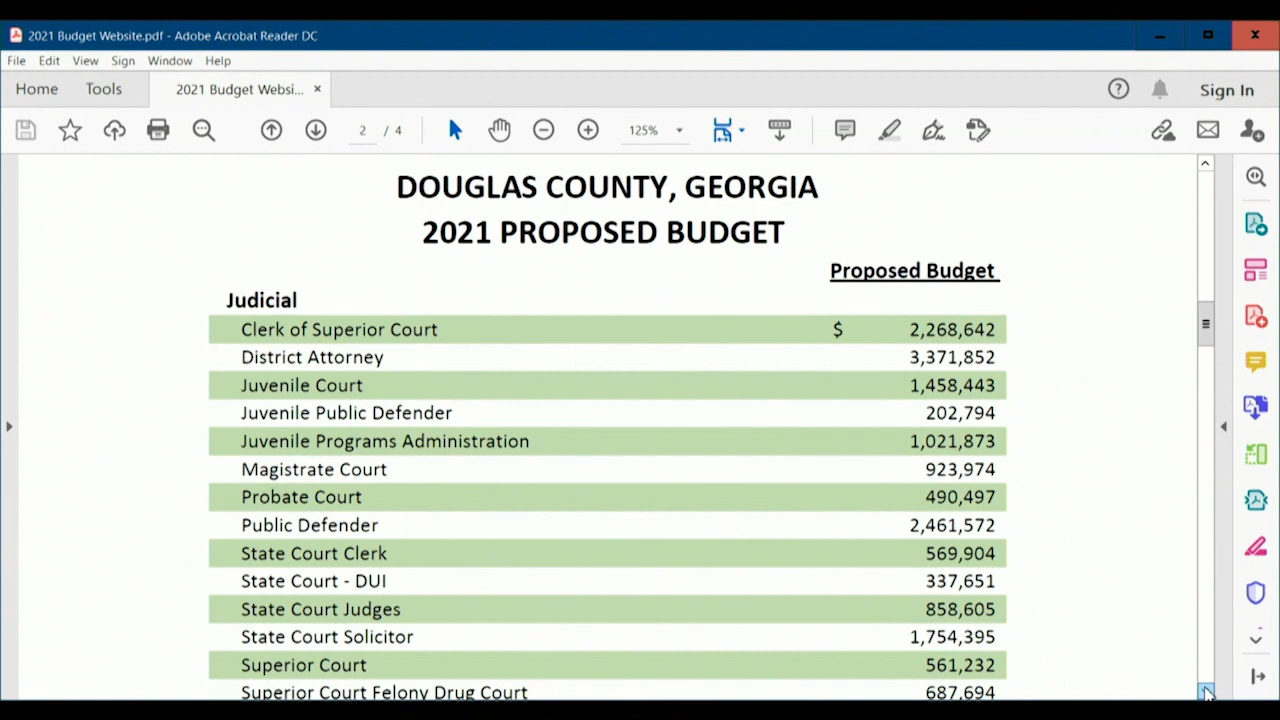 2021 Budget Website.pdf - Adobe Acrobat Reader DC
File Edit View Sign Window Help
Home Tools 2021 Budget Websi... × Sign In
2 / 4 125%
DOUGLAS COUNTY, GEORGIA
2021 PROPOSED BUDGET
Proposed Budget
Judicial
Clerk of Superior Court $ 2,268,642
District Attorney 3,371,852
Juvenile Court 1,458,443
Juvenile Public Defender 202,794
Juvenile Programs Administration 1,021,873
Magistrate Court 923,974
Probate Court 490,497
Public Defender 2,461,572
State Court Clerk 569,904
State Court - DUI 337,651
State Court Judges 858,605
State Court Solicitor 1,754,395
Superior Court 561,232
Superior Court Felony Drug Court 687,694